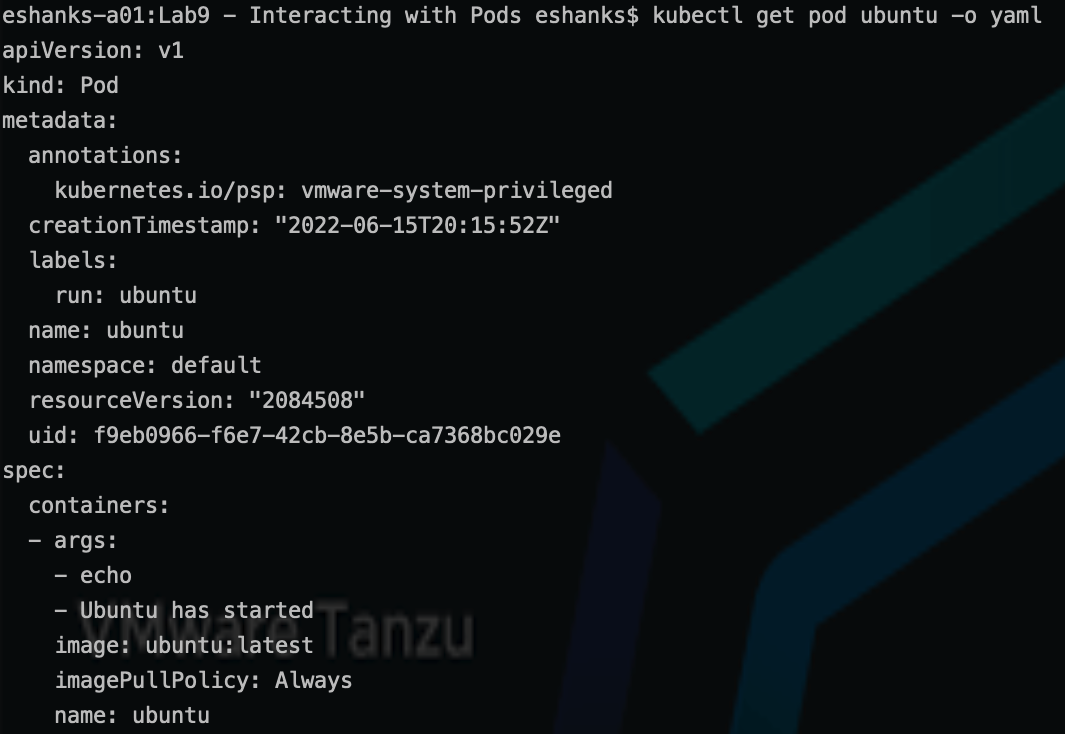 eshanks-a01:Lab9 - Interacting with Pods eshanks$ kubectl get pod ubuntu -o yaml
apiVersion: v1
kind: Pod
metadata:
  annotations:
    kubernetes.io/psp: vmware-system-privileged
  creationTimestamp: "2022-06-15T20:15:52Z"
  labels:
    run: ubuntu
  name: ubuntu
  namespace: default
  resourceVersion: "2084508"
  uid: f9eb0966-f6e7-42cb-8e5b-ca7368bc029e
spec:
  containers:
  - args:
    - echo
    - Ubuntu has started
    image: ubuntu:latest
    imagePullPolicy: Always
    name: ubuntu
VMware Tanzu